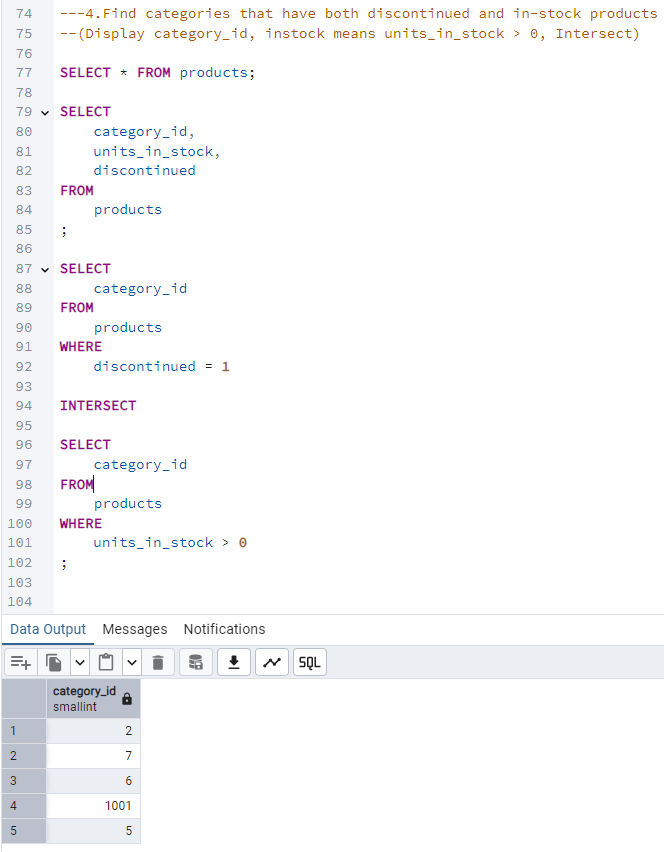 74 ---4.Find categories that have both discontinued and in-stock products
75 --(Display category_id, instock means units_in_stock > 0, Intersect)
76
77 SELECT * FROM products;
78
79 SELECT
80 category_id,
81 units_in_stock,
82 discontinued
83 FROM
84 products
85 ;
86
87 SELECT
88 category_id
89 FROM
90 products
91 WHERE
92 discontinued = 1
93
94 INTERSECT
95
96 SELECT
97 category_id
98 FROM
99 products
100 WHERE
101 units_in_stock > 0
102 ;
103
104
Data Output Messages Notifications
SQL
category_id
smallint
1 2
2 7
3 6
4 1001
5 5